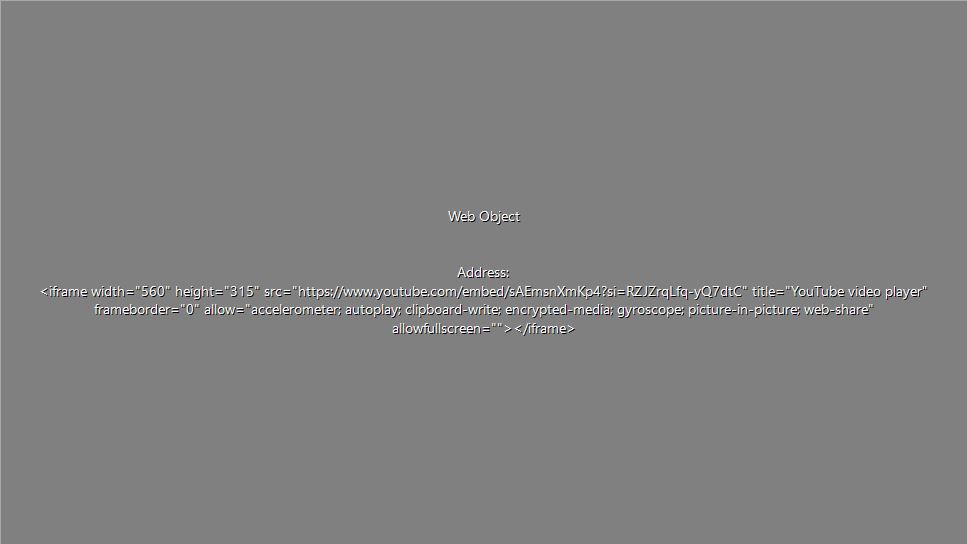 Web Object
Address:
<iframe width="560" height="315" src="https://www.youtube.com/embed/sAEmsnXmKp4?si=RZJZrqLfq-yQ7dtC" title="YouTube video player"
frameborder="0" allow="accelerometer; autoplay; clipboard-write; encrypted-media; gyroscope; picture-in-picture; web-share"
allowfullscreen=""></iframe>